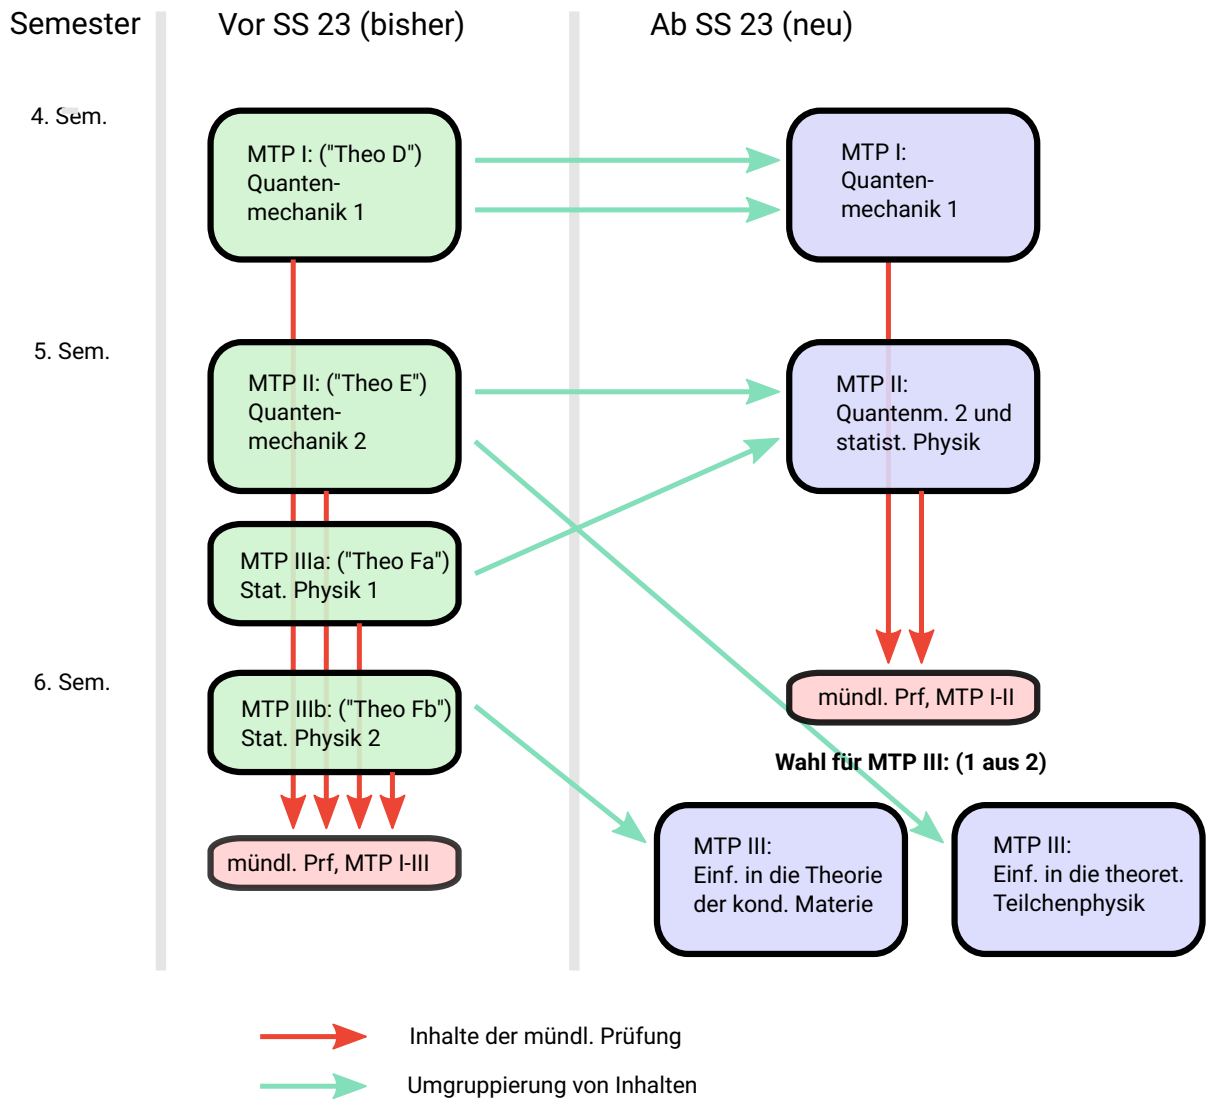 Semester
Vor SS 23 (bisher)
Ab SS 23 (neu)
4. Sem.
MTP I: ("Theo D")
Quanten-
mechanik 1
MTP I:
Quanten-
mechanik 1
5. Sem.
MTP II: ("Theo E")
Quanten-
mechanik 2
MTP II:
Quantenm. 2 und
statist. Physik
MTP IIIa: ("Theo Fa")
Stat. Physik 1
6. Sem.
MTP IIIb: ("Theo Fb")
Stat. Physik 2
mündl. Prf, MTP I-II
Wahl für MTP III: (1 aus 2)
mündl. Prf, MTP I-III
MTP III:
Einf. in die Theorie
der kond. Materie
MTP III:
Einf. in die theoret.
Teilchenphysik
Inhalte der mündl. Prüfung
Umgruppierung von Inhalten